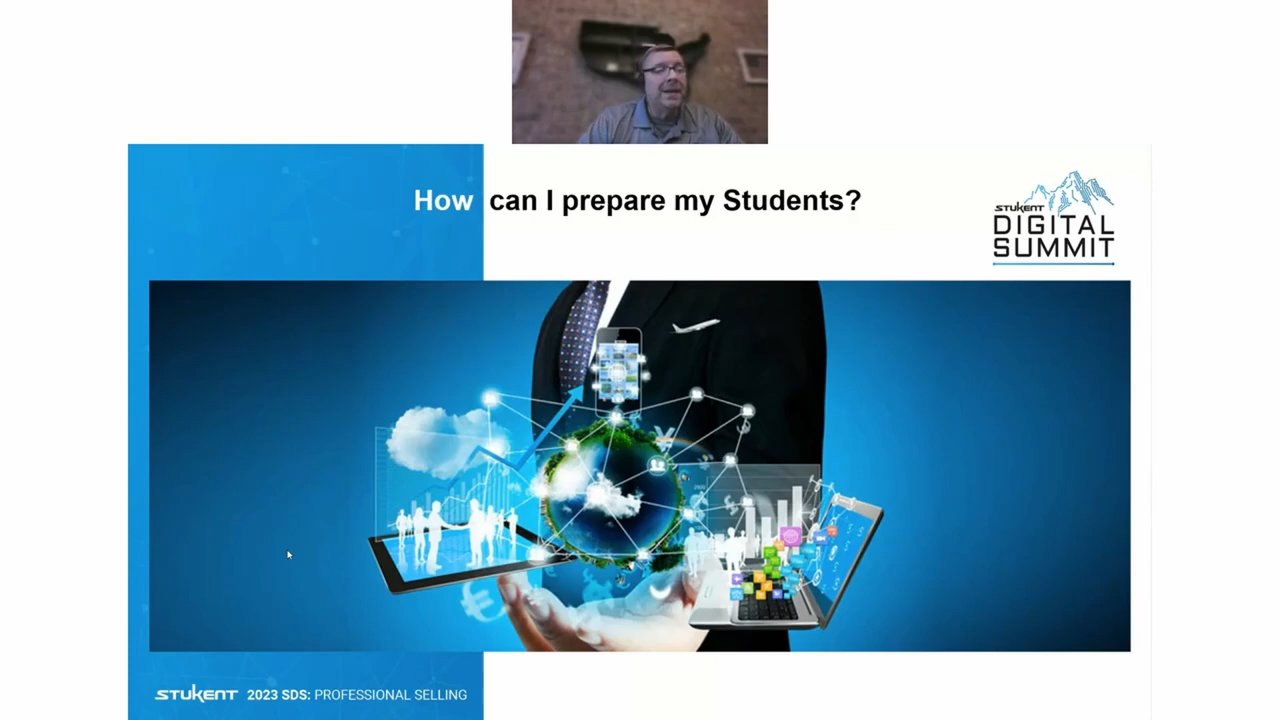 How can I prepare my Students?
STUKENT
DIGITAL
SUMMIT
STUKENT 2023 SDS: PROFESSIONAL SELLING